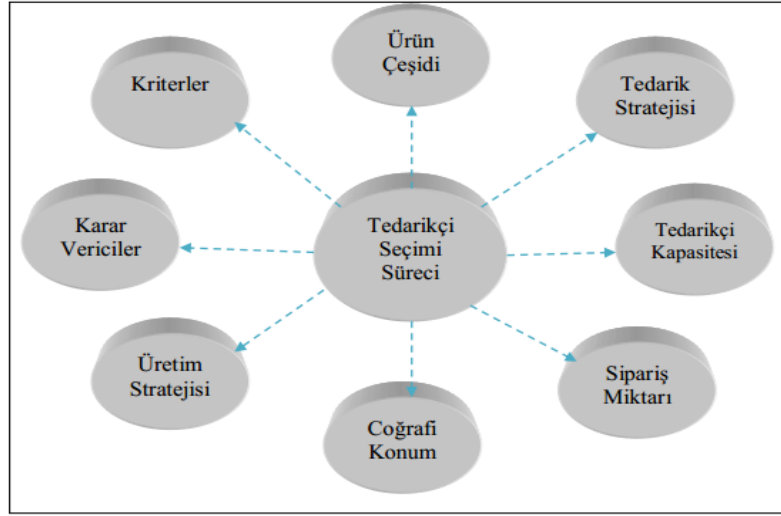 Ürün
Çeşidi
Kriterler
Tedarik
Stratejisi
Karar
Vericiler
Tedarikçi
Seçimi
Süreci
Tedarikçi
Kapasitesi
Üretim
Stratejisi
Sipariş
Miktarı
Coğrafi
Konum